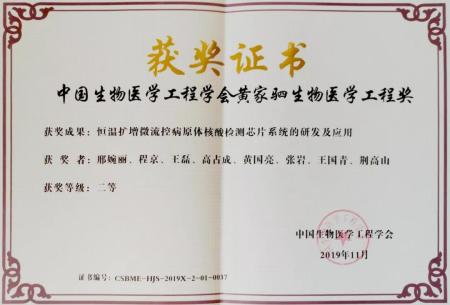 获奖证书
中国生物医学工程学会黄家驷生物医学工程奖
获奖成果：恒温扩增微流控病原体核酸检测芯片系统的研发及应用
获 奖 者：邢婉丽、程京、王磊、高占成、黄国亮、张岩、王国青、荆高山
获奖等级：二等
中国生物医学工程学会
2019年11月
证书编号：CSBME-HJS-2019X-2-01-0037